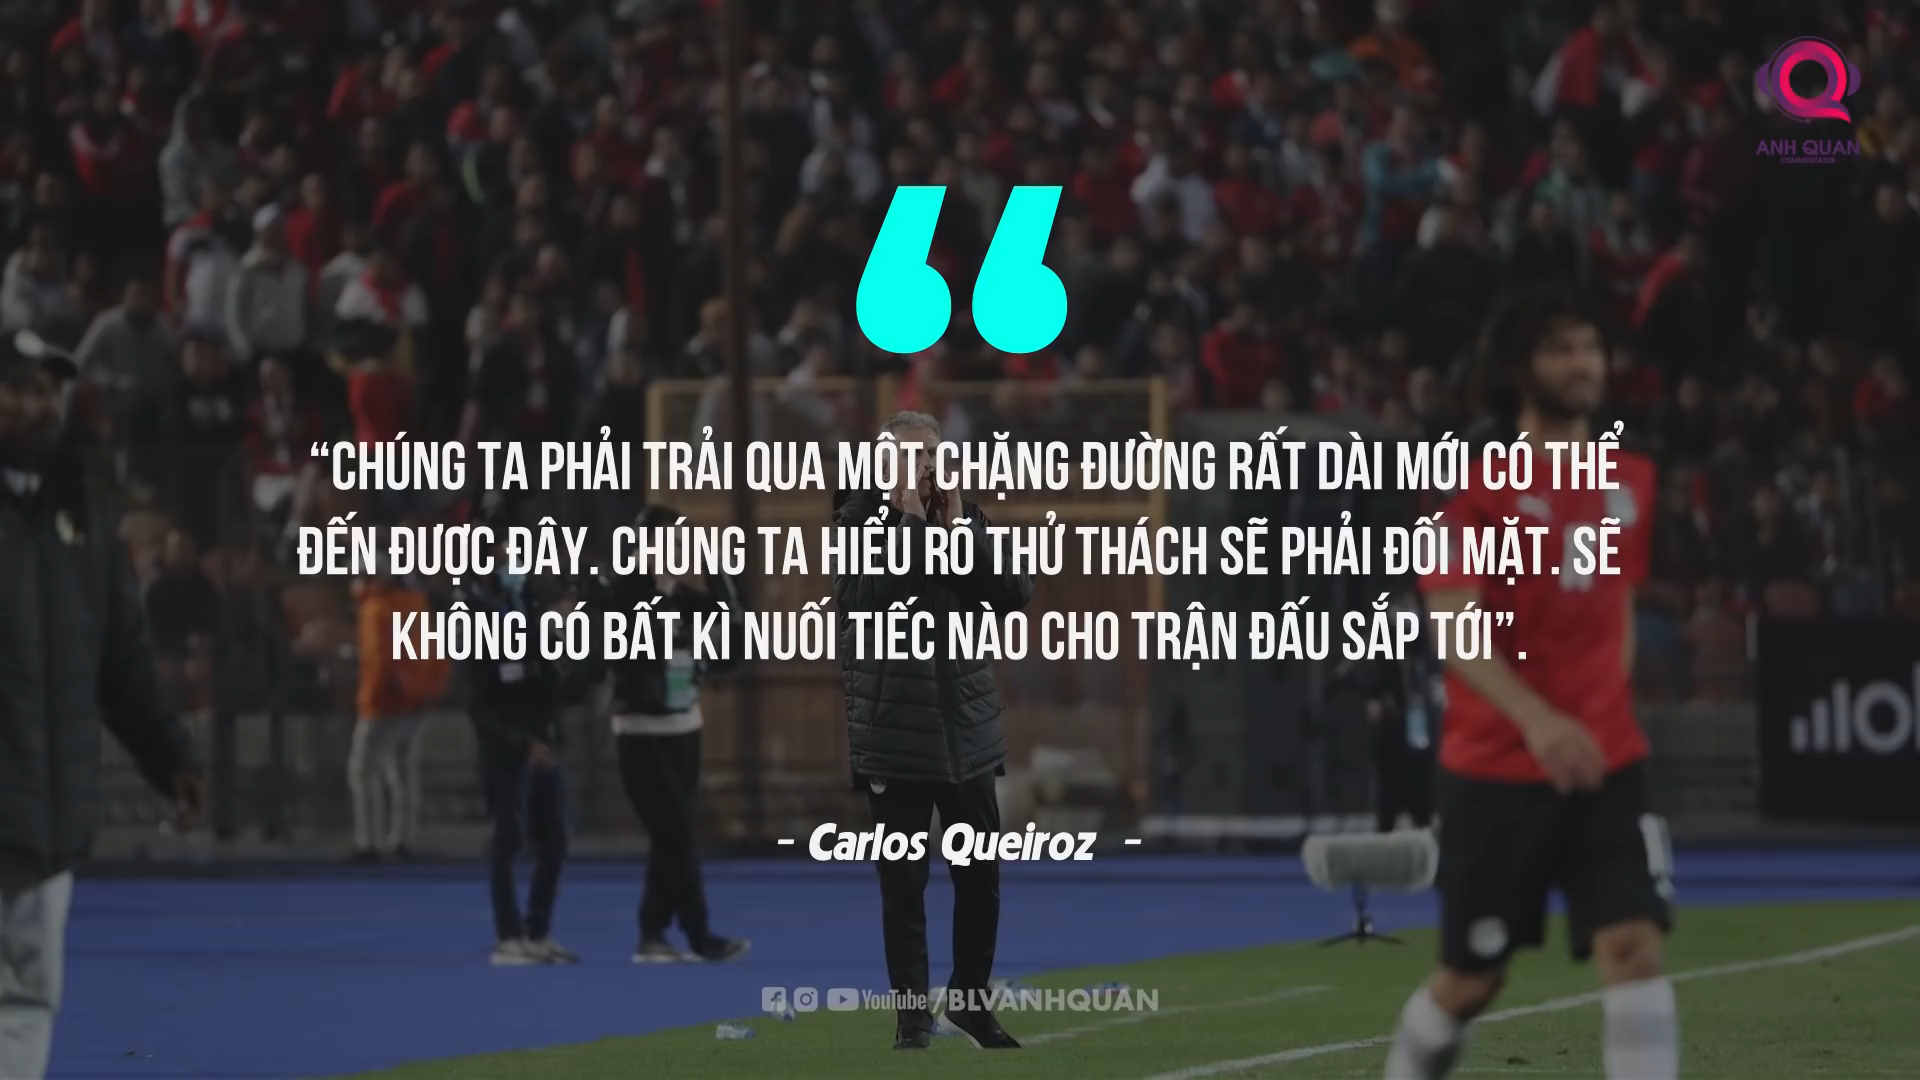 ANH QUAN
COMMENTATOR
“CHÚNG TA PHẢI TRẢI QUA MỘT CHẶNG ĐƯỜNG RẤT DÀI MỚI CÓ THỂ
ĐẾN ĐƯỢC ĐÂY. CHÚNG TA HIỂU RÕ THỬ THÁCH SẼ PHẢI ĐỐI MẶT. SẼ
KHÔNG CÓ BẤT KÌ NUỐI TIẾC NÀO CHO TRẬN ĐẤU SẮP TỚI”.
- Carlos Queiroz -
YouTube /BLVANHQUAN